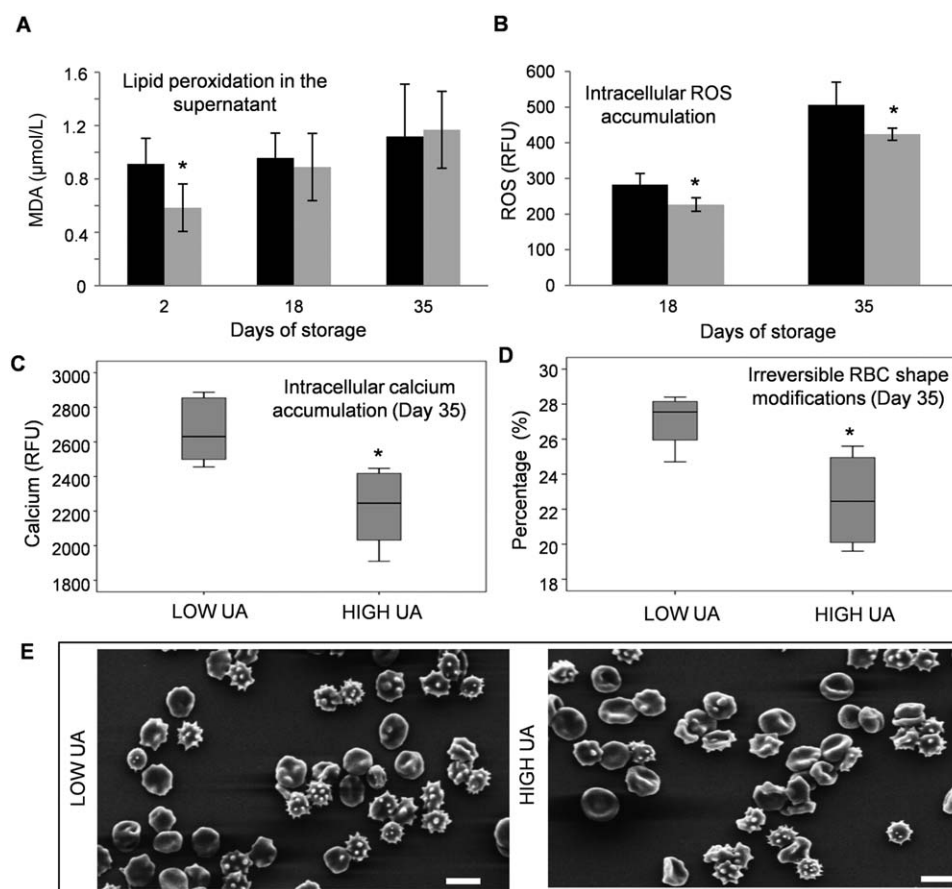 A
Lipid peroxidation in the
supernatant
MDA (µmol/L)
1.6
1.2
0.8
0.4
0
*
2 18 35
Days of storage
B
Intracellular ROS
accumulation
ROS (RFU)
600
500
400
300
200
100
0
* *
18 35
Days of storage
C
Intracellular calcium
accumulation (Day 35)
Calcium (RFU)
3000
2800
2600
2400
2200
2000
1800
*
LOW UA HIGH UA
D
Irreversible RBC shape
modifications (Day 35)
Percentage (%)
30
28
26
24
22
20
18
*
LOW UA HIGH UA
E
LOW UA
HIGH UA